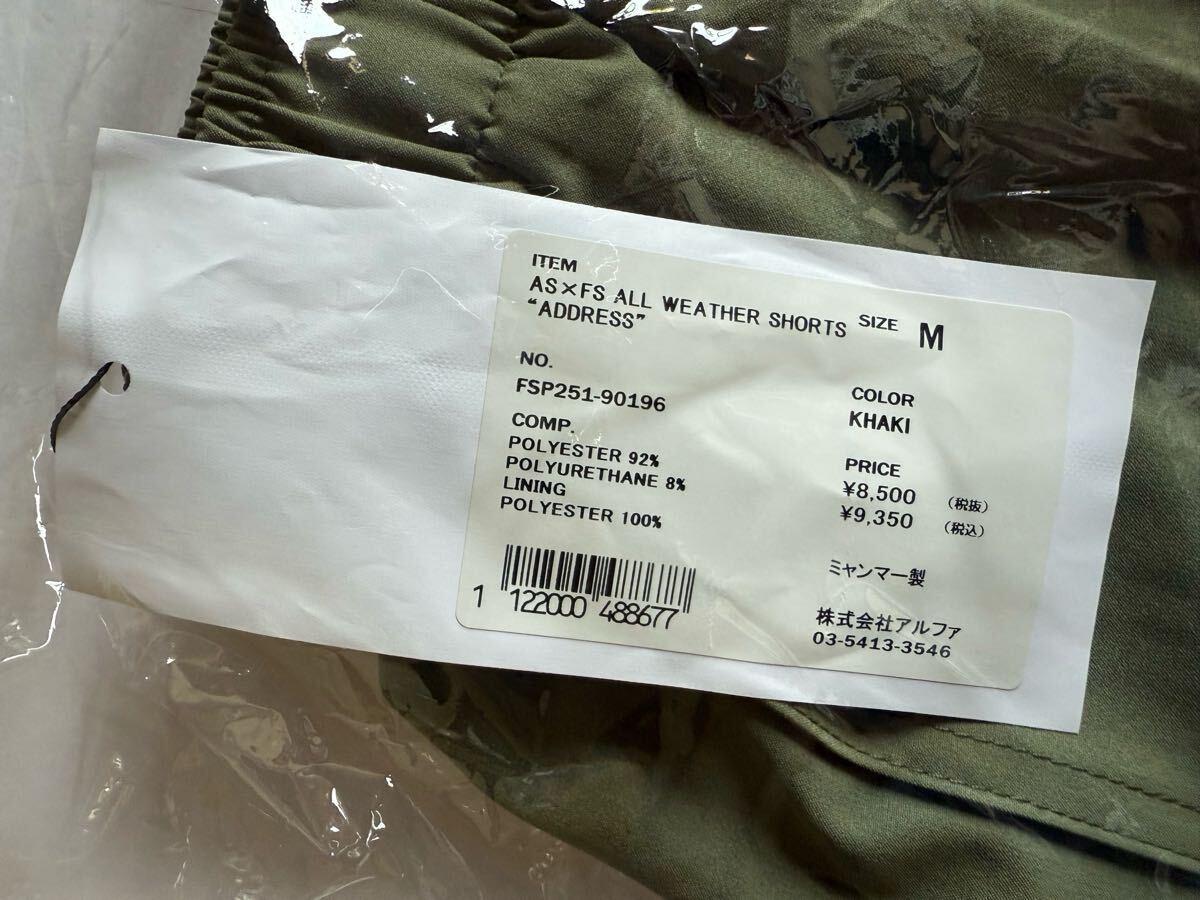 ITEM
AS×FS ALL WEATHER SHORTS
“ADDRESS”
SIZE M
NO.
FSP251-90196
COLOR
KHAKI
COMP.
POLYESTER 92%
POLYURETHANE 8%
LINING
POLYESTER 100%
PRICE
¥8,500 (税抜)
¥9,350 (税込)
1 122000 488677
ミャンマー製
株式会社アルファ
03-5413-3546